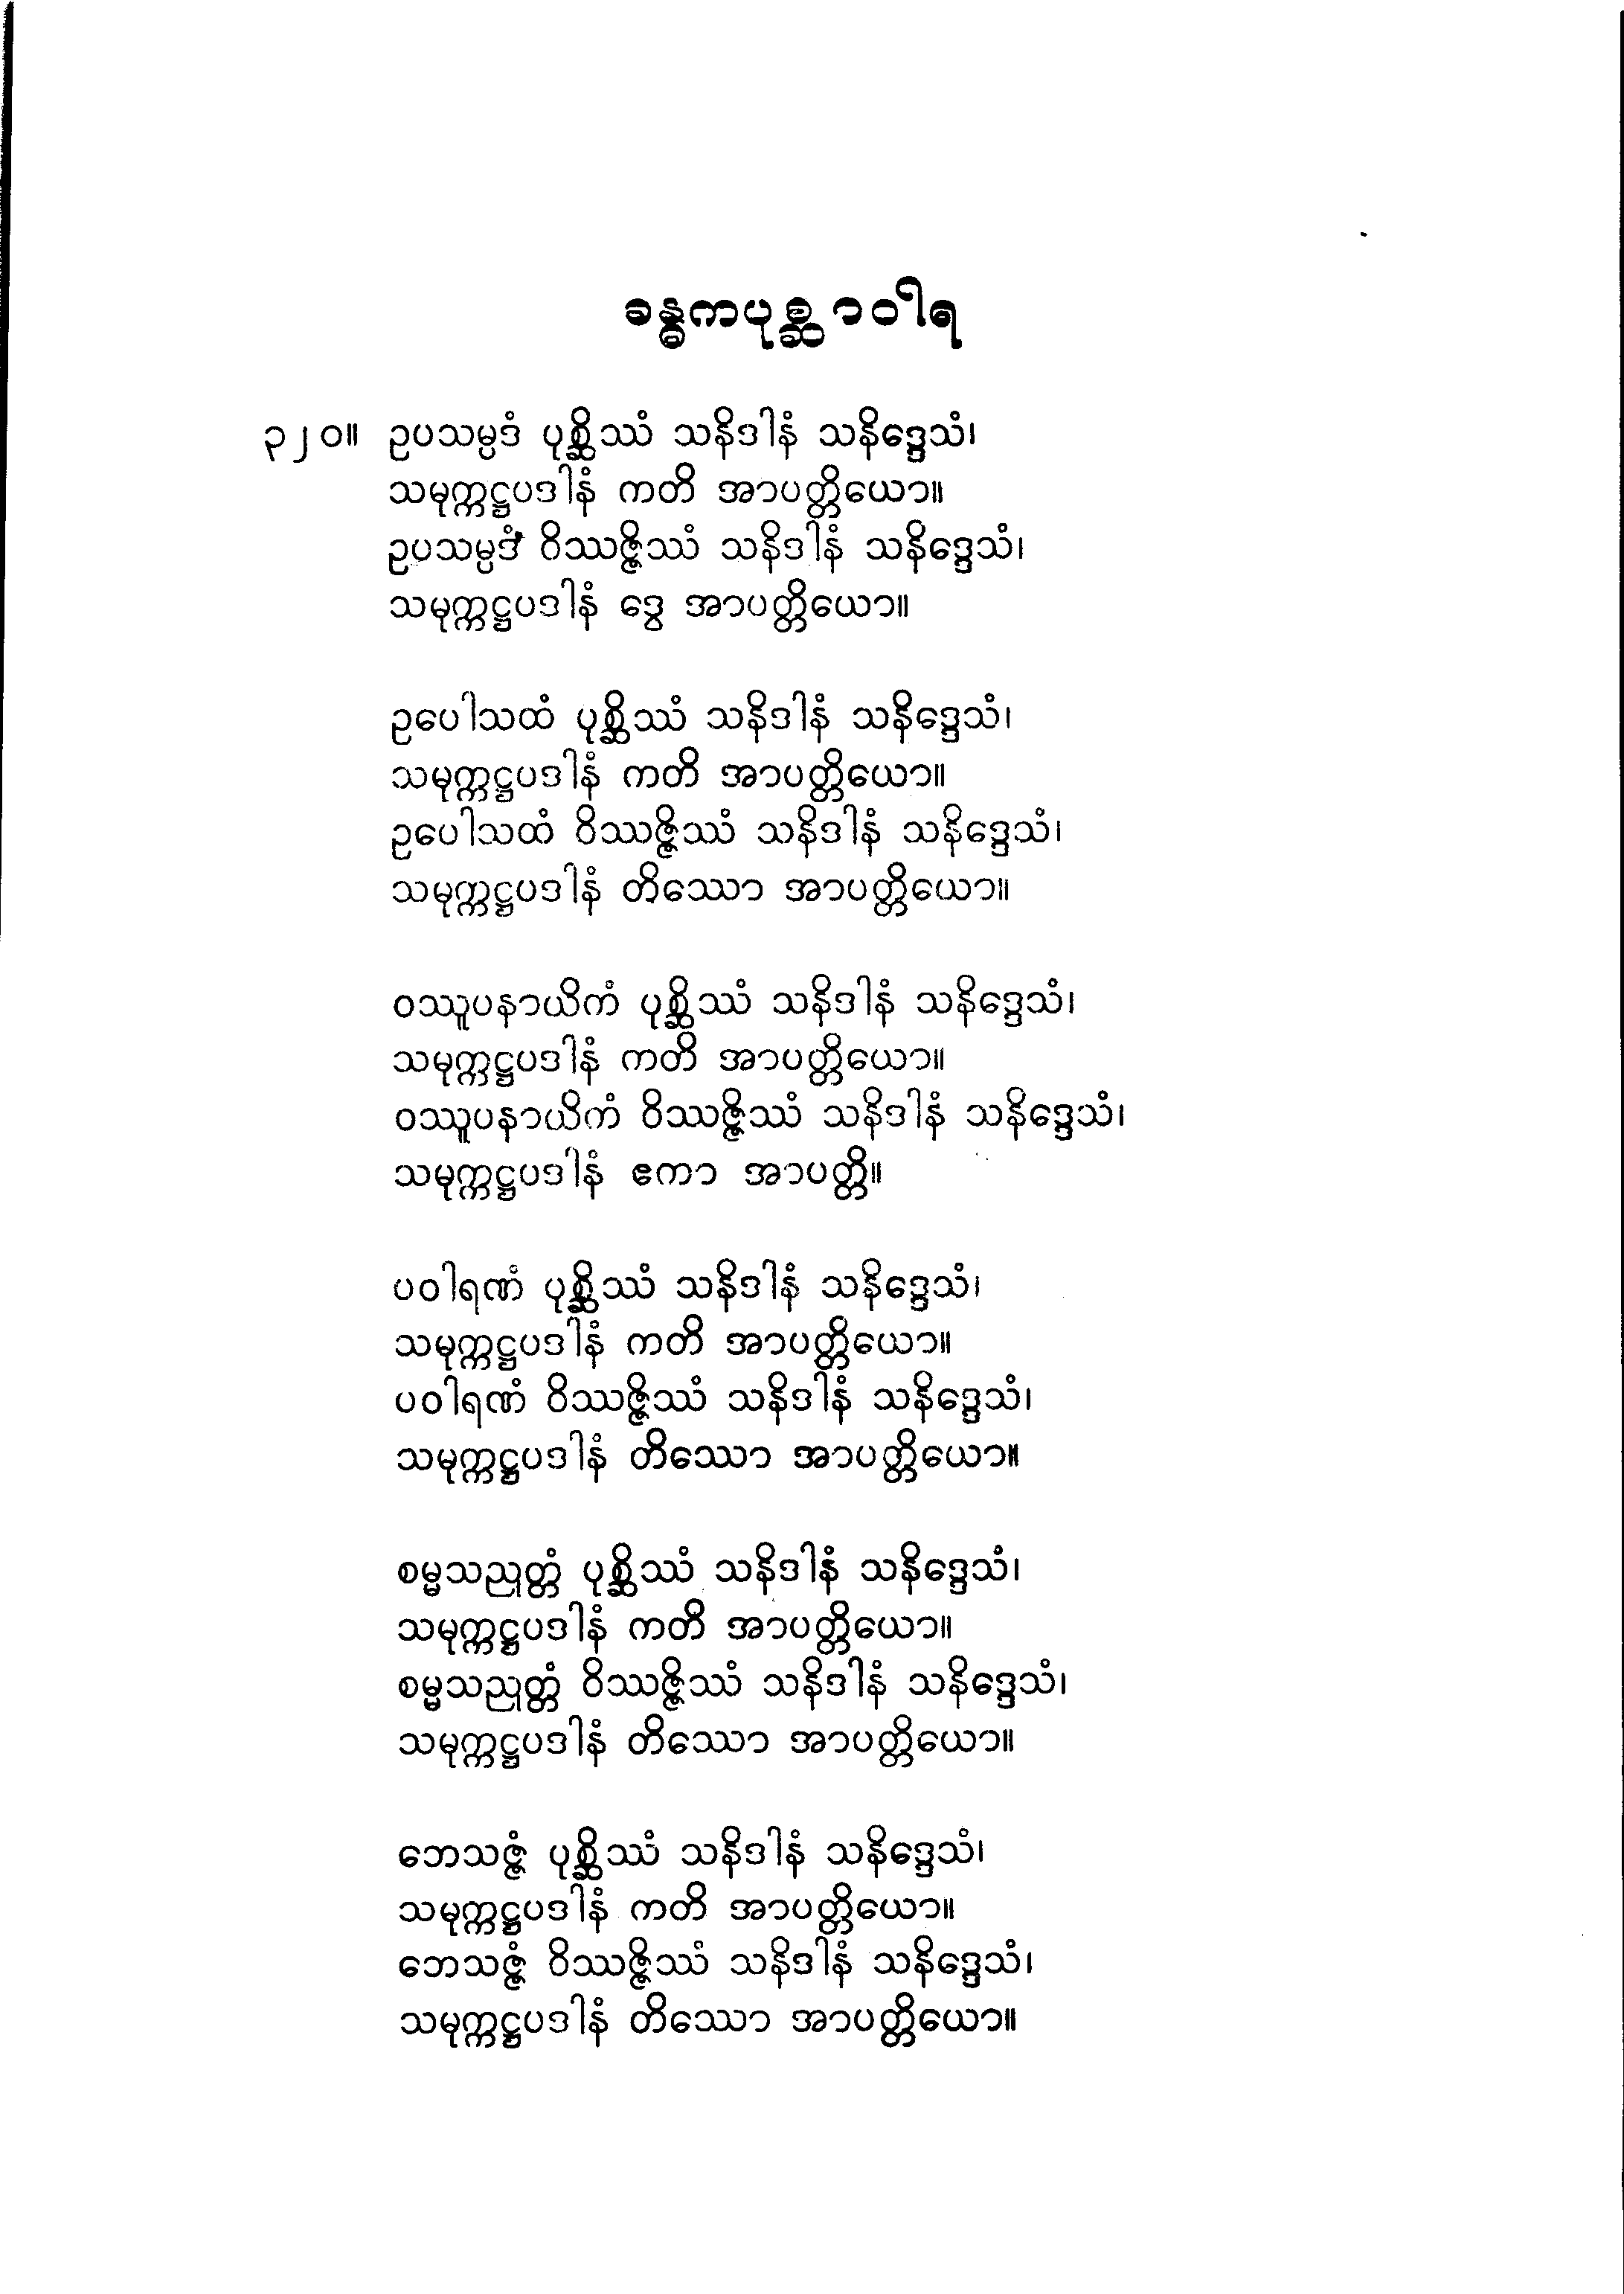 ခန္ဓကပုစ္ဆာဝါရ
၃၂၀။ ဥပသမ္ပဒံ ပုစ္ဆိဿံ သနိဒါနံ သနိဒ္ဒေသံ၊
သမုက္ကဋ္ဌပဒါနံ ကတိ အာပတ္တိယော။
ဥပသမ္ပဒံ ဝိဿဇ္ဇိဿံ သနိဒါနံ သနိဒ္ဒေသံ၊
သမုက္ကဋ္ဌပဒါနံ ဒွေ အာပတ္တိယော။
ဥပေါသထံ ပုစ္ဆိဿံ သနိဒါနံ သနိဒ္ဒေသံ၊
သမုက္ကဋ္ဌပဒါနံ ကတိ အာပတ္တိယော။
ဥပေါသထံ ဝိဿဇ္ဇိဿံ သနိဒါနံ သနိဒ္ဒေသံ၊
သမုက္ကဋ္ဌပဒါနံ တိဿော အာပတ္တိယော။
ဝဿူပနာယိကံ ပုစ္ဆိဿံ သနိဒါနံ သနိဒ္ဒေသံ၊
သမုက္ကဋ္ဌပဒါနံ ကတိ အာပတ္တိယော။
ဝဿူပနာယိကံ ဝိဿဇ္ဇိဿံ သနိဒါနံ သနိဒ္ဒေသံ၊
သမုက္ကဋ္ဌပဒါနံ ဧကာ အာပတ္တိ။
ပဝါရဏံ ပုစ္ဆိဿံ သနိဒါနံ သနိဒ္ဒေသံ၊
သမုက္ကဋ္ဌပဒါနံ ကတိ အာပတ္တိယော။
ပဝါရဏံ ဝိဿဇ္ဇိဿံ သနိဒါနံ သနိဒ္ဒေသံ၊
သမုက္ကဋ္ဌပဒါနံ တိဿော အာပတ္တိယော။
စမ္မသညုတ္တံ ပုစ္ဆိဿံ သနိဒါနံ သနိဒ္ဒေသံ၊
သမုက္ကဋ္ဌပဒါနံ ကတိ အာပတ္တိယော။
စမ္မသညုတ္တံ ဝိဿဇ္ဇိဿံ သနိဒါနံ သနိဒ္ဒေသံ၊
သမုက္ကဋ္ဌပဒါနံ တိဿော အာပတ္တိယော။
ဘေသဇ္ဇံ ပုစ္ဆိဿံ သနိဒါနံ သနိဒ္ဒေသံ၊
သမုက္ကဋ္ဌပဒါနံ ကတိ အာပတ္တိယော။
ဘေသဇ္ဇံ ဝိဿဇ္ဇိဿံ သနိဒါနံ သနိဒ္ဒေသံ၊
သမုက္ကဋ္ဌပဒါနံ တိဿော အာပတ္တိယော။